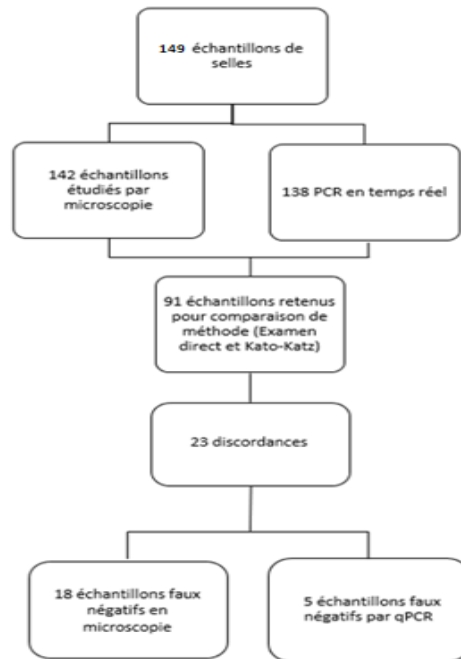 149 échantillons de
selles
142 échantillons
étudiés par
microscopie
138 PCR en temps réel
91 échantillons retenus
pour comparaison de
méthode (Examen
direct et Kato-Katz)
23 discordances
18 échantillons faux
négatifs en
microscopie
5 échantillons faux
négatifs par qPCR